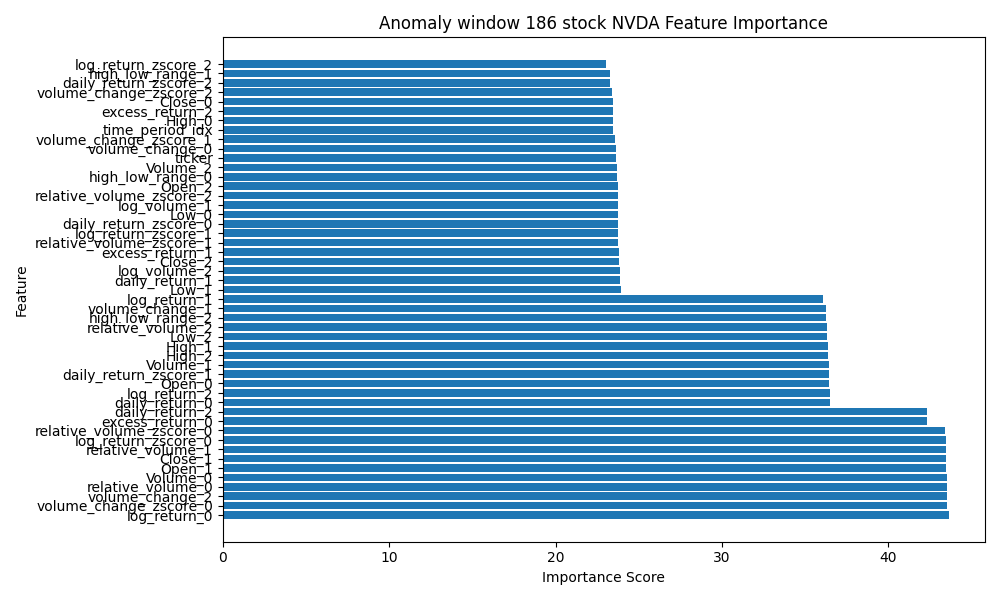 Anomaly window 186 stock NVDA Feature Importance
log_return_zscore_2
high_low_range_1
daily_return_zscore_2
volume_change_zscore_2
Close_0
excess_return_2
High_0
time_period_idx
volume_change_zscore_1
volume_change_0
ticker
Volume_2
high_low_range_0
Open_2
relative_volume_zscore_2
log_volume_1
Low_0
daily_return_zscore_0
log_return_zscore_1
relative_volume_zscore_1
excess_return_1
Close_2
log_volume_2
daily_return_1
Low_1
log_return_1
volume_change_1
high_low_range_2
relative_volume_2
Low_2
High_1
High_2
Volume_1
daily_return_zscore_1
Open_0
log_return_2
daily_return_0
daily_return_2
excess_return_0
relative_volume_zscore_0
log_return_zscore_0
relative_volume_1
Close_1
Open_1
Volume_0
relative_volume_0
volume_change_2
volume_change_zscore_0
log_return_0
Feature
0 10 20 30 40
Importance Score